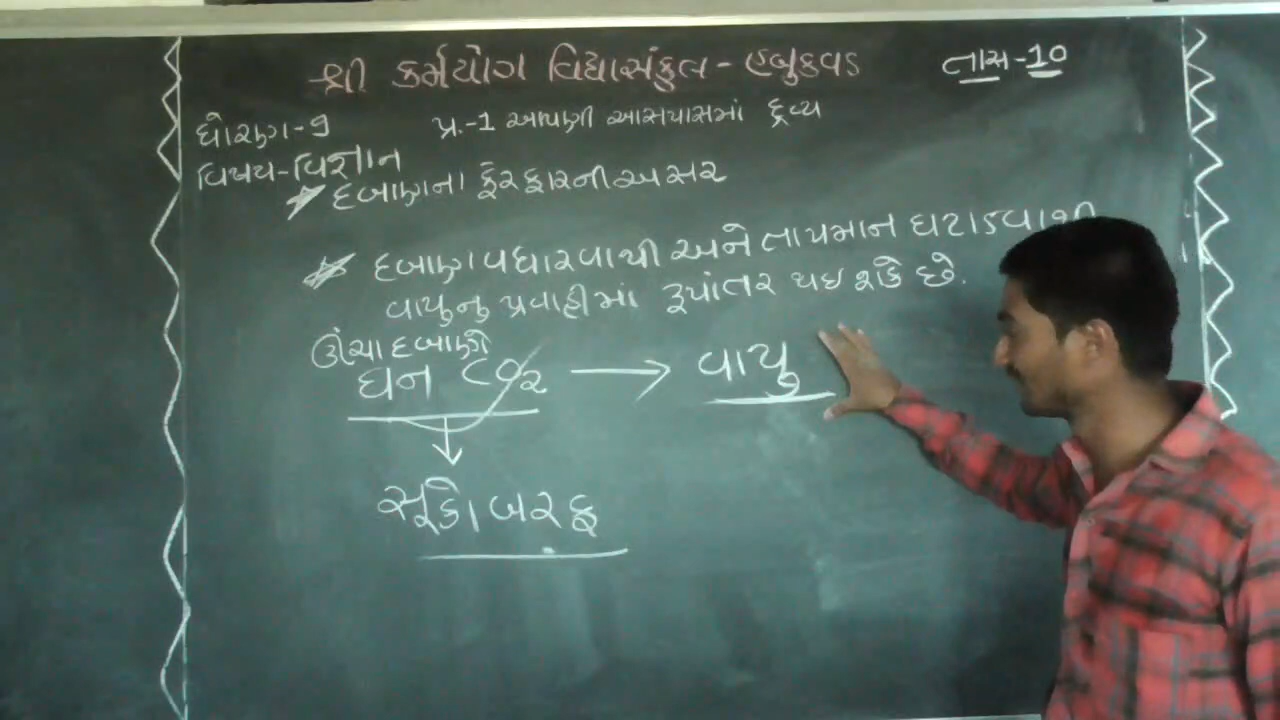 શ્રી કર્મયોગ વિદ્યાસંકુલ - હબુકવડ
તાસ-10
ધોરણ-9
પ્ર.-1 આપણી આસપાસમાં દ્રવ્ય
વિષય-વિજ્ઞાન
દબાણના ફેરફારની અસર
દબાણ વધારવાથી અને તાપમાન ઘટાડવાથી
વાયુનુ પ્રવાહીમાં રૂપાંતર થઇ શકે છે.
ઊંચા દબાણે
ઘન CO2 → વાયુ
સૂકો બરફ